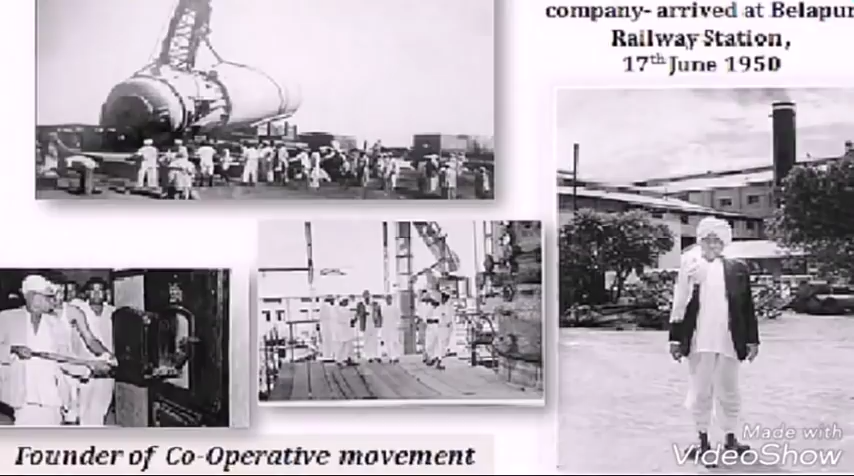 company- arrived at Belapur
Railway Station,
17th June 1950
Founder of Co-Operative movement
Made with
VideoShow